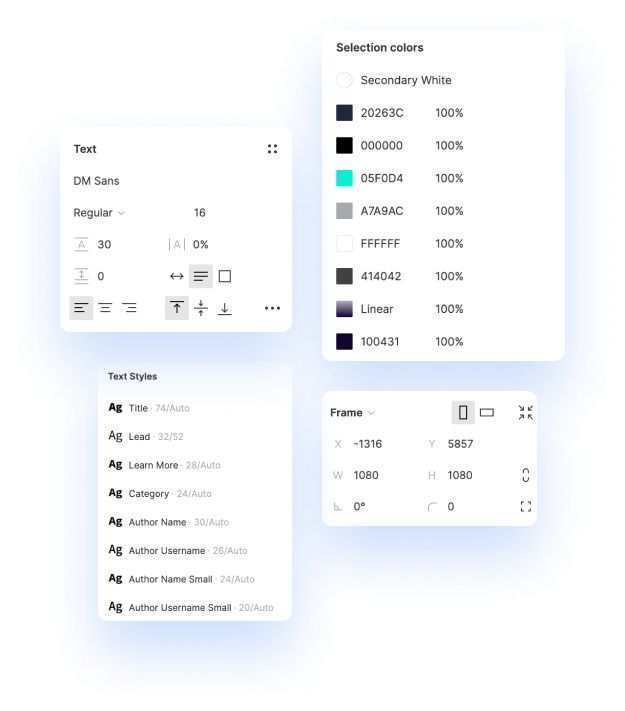 Text
DM Sans
Regular 16
A 30 |A| 0%
0
Selection colors
Secondary White
20263C 100%
000000 100%
05F0D4 100%
A7A9AC 100%
FFFFFF 100%
414042 100%
Linear 100%
100431 100%
Text Styles
Ag Title · 74/Auto
Ag Lead · 32/52
Ag Learn More · 28/Auto
Ag Category · 24/Auto
Ag Author Name · 30/Auto
Ag Author Username · 26/Auto
Ag Author Name Small · 24/Auto
Ag Author Username Small · 20/Auto
Frame
X -1316 Y 5857
W 1080 H 1080
0° 0